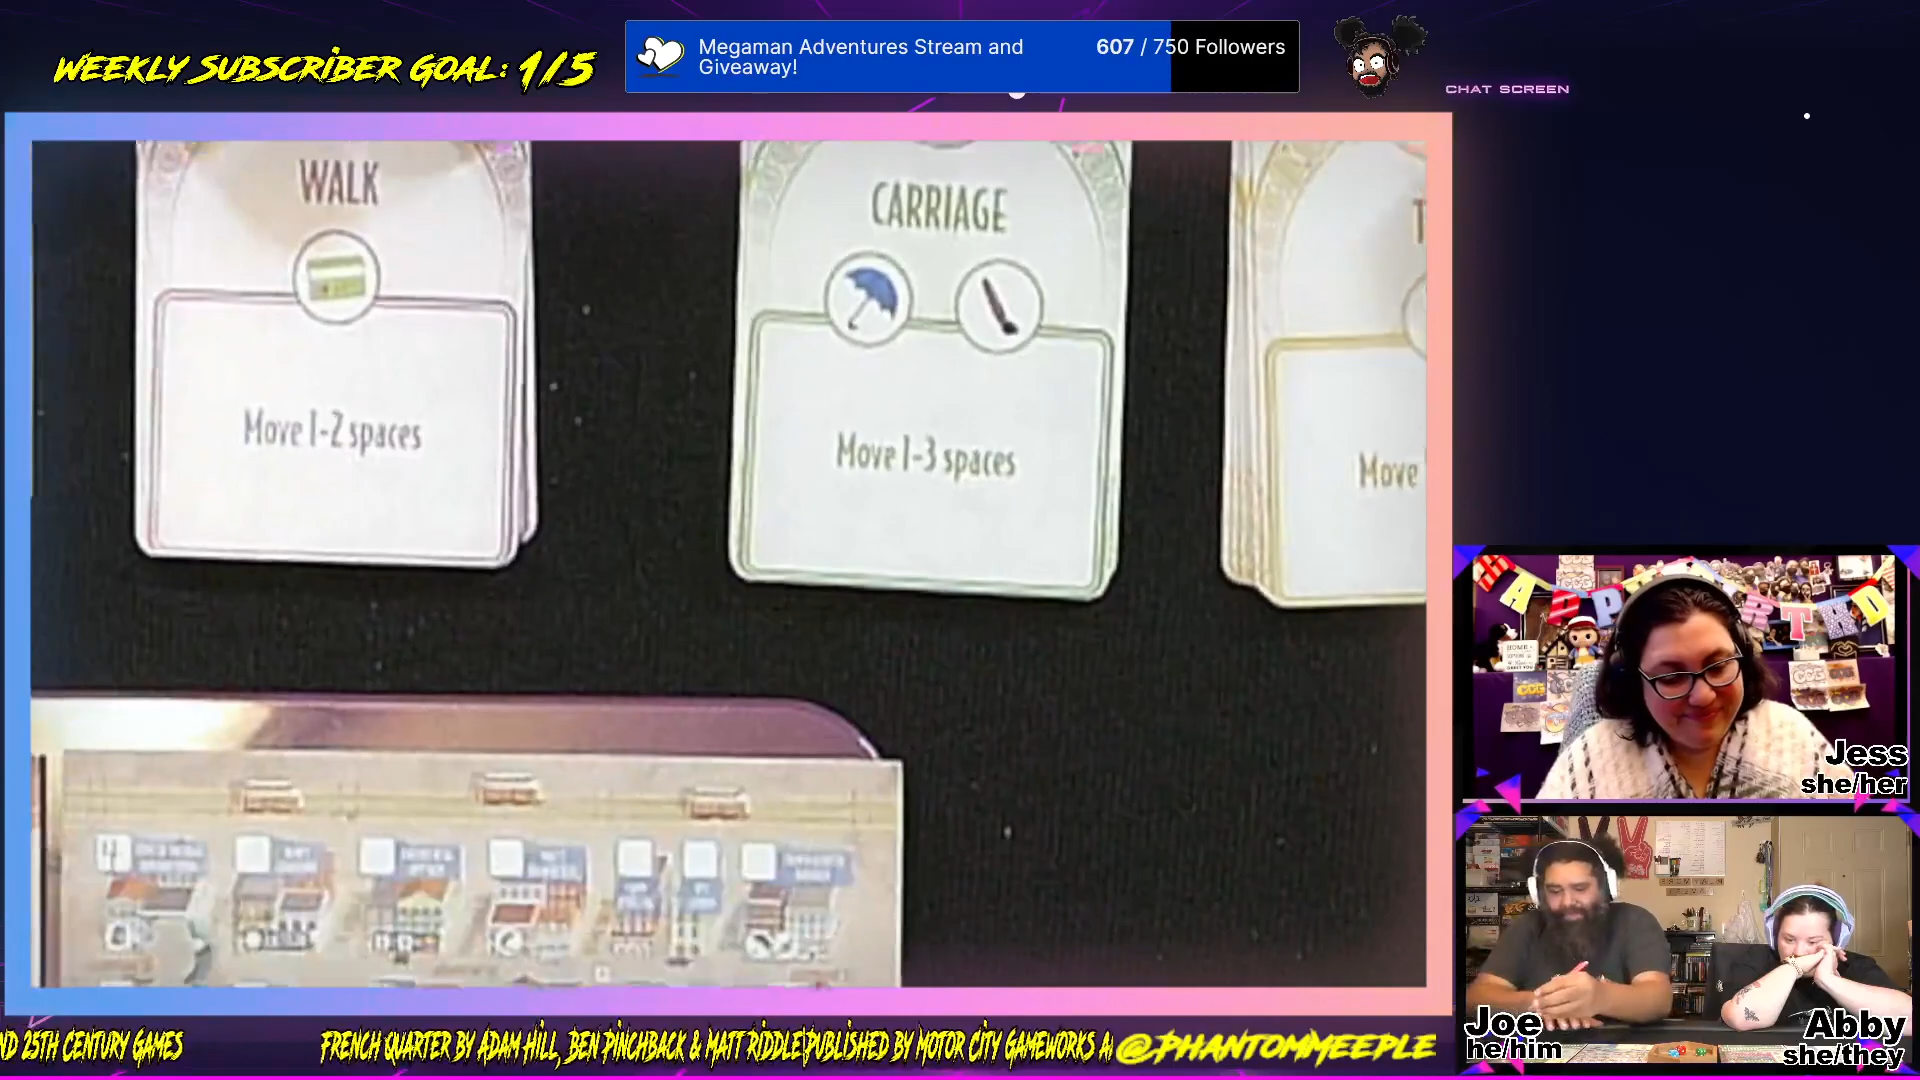 WEEKLY SUBSCRIBER GOAL: 1/5
Megaman Adventures Stream and
Giveaway!
607 / 750 Followers
CHAT SCREEN
WALK
Move 1-2 spaces
CARRIAGE
Move 1-3 spaces
T
Move
Jess
she/her
Joe
he/him
Abby
she/they
ND 25TH CENTURY GAMES
FRENCH QUARTER BY ADAM HILL, BEN PINCHBACK & MATT RIDDLE|PUBLISHED BY MOTOR CITY GAMEWORKS A
@PHANTOMMEEPLE